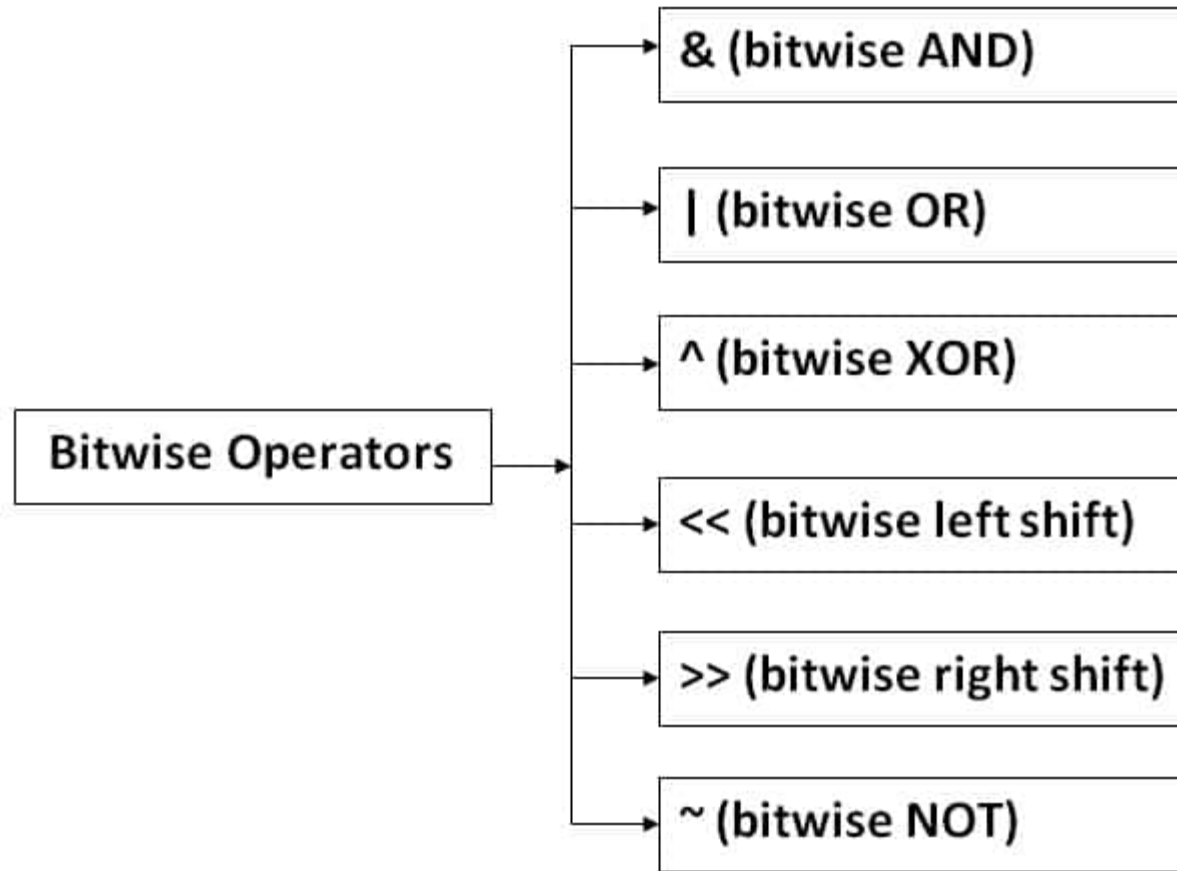 & (bitwise AND)
| (bitwise OR)
^ (bitwise XOR)
Bitwise Operators
<< (bitwise left shift)
>> (bitwise right shift)
~ (bitwise NOT)